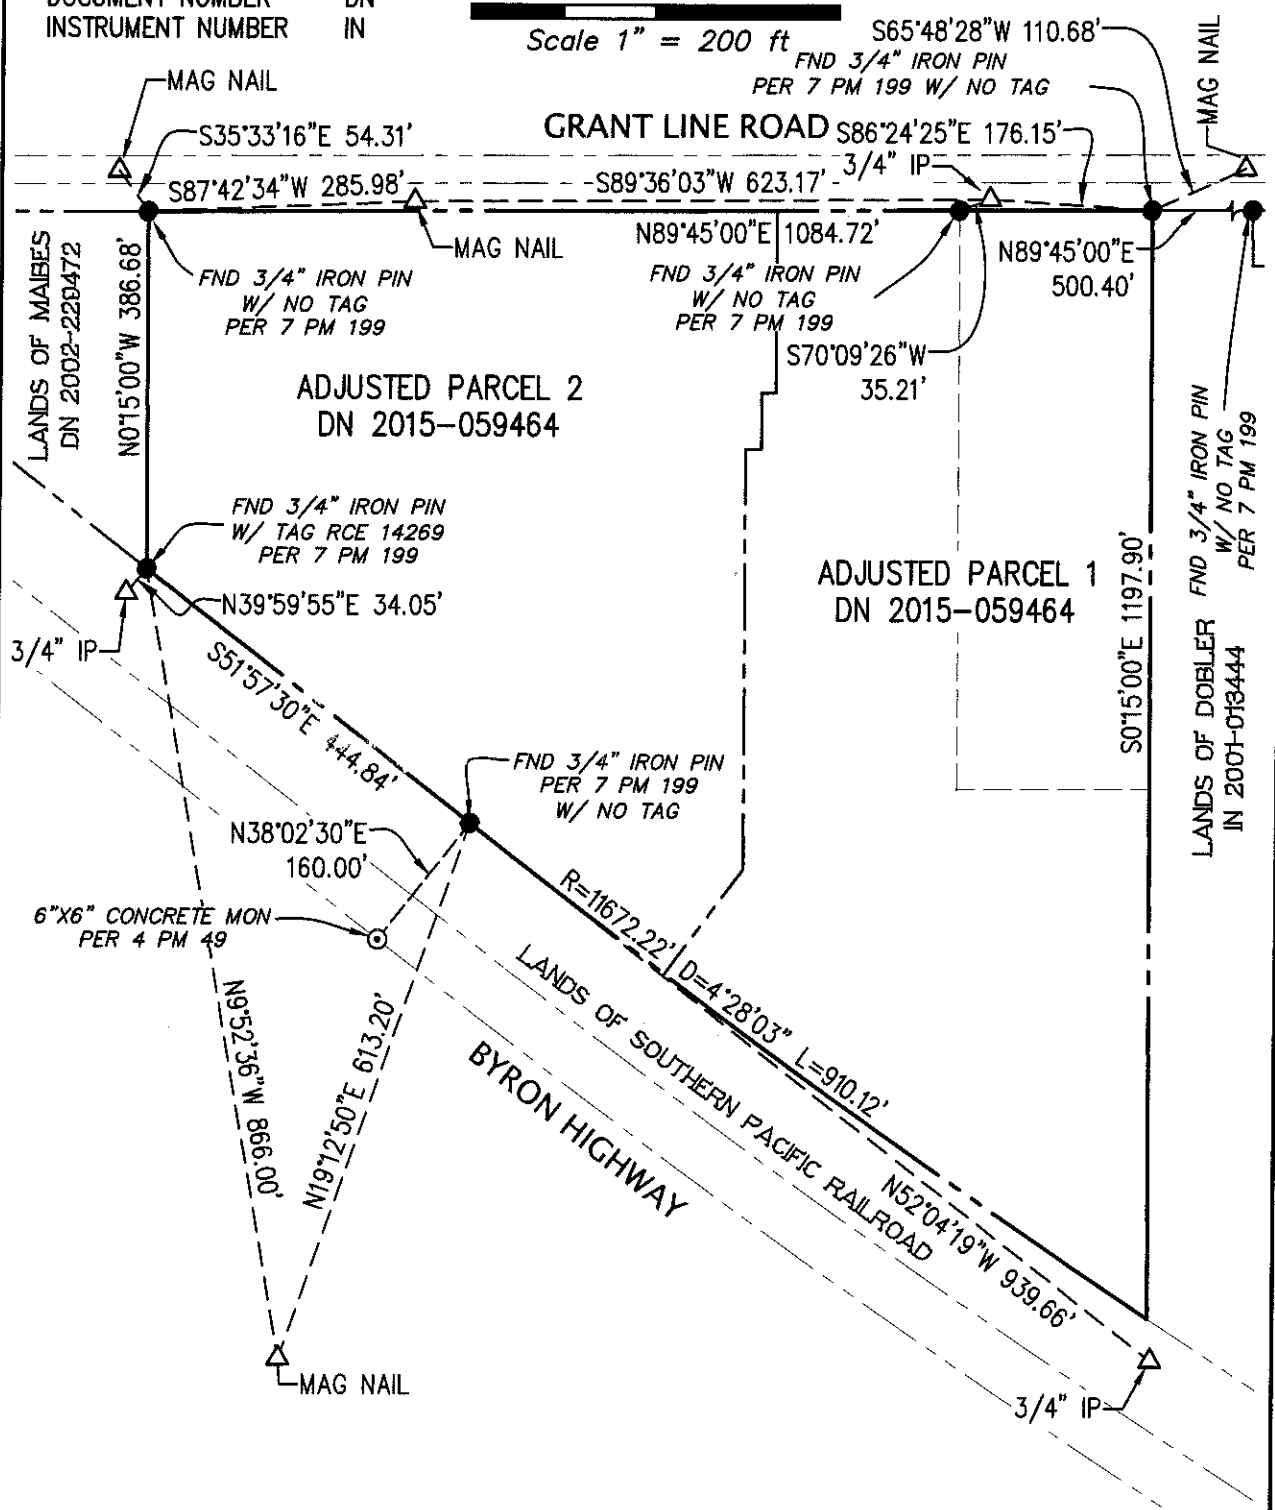 DOCUMENT NUMBER DN
INSTRUMENT NUMBER IN
Scale 1" = 200 ft
S65°48'28"W 110.68'
FND 3/4" IRON PIN
PER 7 PM 199 W/ NO TAG
MAG NAIL
MAG NAIL
S35°33'16"E 54.31'
GRANT LINE ROAD
S86°24'25"E 176.15'
3/4" IP
S87°42'34"W 285.98'
S89°36'03"W 623.17'
MAG NAIL
N89°45'00"E 1084.72'
N89°45'00"E
500.40'
FND 3/4" IRON PIN
W/ NO TAG
PER 7 PM 199
FND 3/4" IRON PIN
W/ NO TAG
PER 7 PM 199
S70°09'26"W
35.21'
LANDS OF MAIBES
DN 2002-220472
N0°15'00"W 386.68'
ADJUSTED PARCEL 2
DN 2015-059464
FND 3/4" IRON PIN
W/ NO TAG
PER 7 PM 199
FND 3/4" IRON PIN
W/ TAG RCE 14269
PER 7 PM 199
N39°59'55"E 34.05'
3/4" IP
ADJUSTED PARCEL 1
DN 2015-059464
S0°15'00"E 1197.90'
LANDS OF DOBLER
IN 2001-013444
S51°57'30"E 444.84'
FND 3/4" IRON PIN
PER 7 PM 199
W/ NO TAG
N38°02'30"E
160.00'
6"X6" CONCRETE MON
PER 4 PM 49
R=11672.22' D=4°28'03" L=910.12'
LANDS OF SOUTHERN PACIFIC RAILROAD
BYRON HIGHWAY
N9°52'36"W 866.00'
N19°12'50"E 613.20'
N52°04'19"W 939.66'
MAG NAIL
3/4" IP